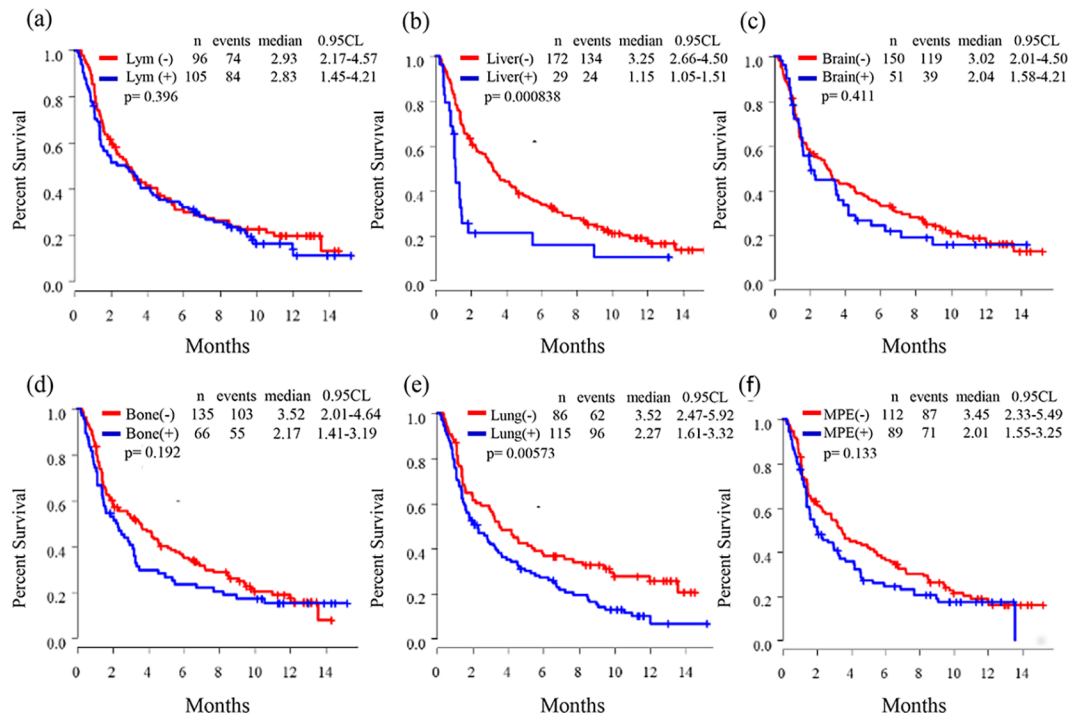 (a)
n events median 0.95CL
Lym (-) 96 74 2.93 2.17-4.57
Lym (+) 105 84 2.83 1.45-4.21
p= 0.396
Percent Survival
1.0
0.8
0.6
0.4
0.2
0.0
0 2 4 6 8 10 12 14
Months
(b)
n events median 0.95CL
Liver(-) 172 134 3.25 2.66-4.50
Liver(+) 29 24 1.15 1.05-1.51
p= 0.000838
Percent Survival
1.0
0.8
0.6
0.4
0.2
0.0
0 2 4 6 8 10 12 14
Months
(c)
n events median 0.95CL
Brain(-) 150 119 3.02 2.01-4.50
Brain(+) 51 39 2.04 1.58-4.21
p= 0.411
Percent Survival
1.0
0.8
0.6
0.4
0.2
0.0
0 2 4 6 8 10 12 14
Months
(d)
n events median 0.95CL
Bone(-) 135 103 3.52 2.01-4.64
Bone(+) 66 55 2.17 1.41-3.19
p= 0.192
Percent Survival
1.0
0.8
0.6
0.4
0.2
0.0
0 2 4 6 8 10 12 14
Months
(e)
n events median 0.95CL
Lung(-) 86 62 3.52 2.47-5.92
Lung(+) 115 96 2.27 1.61-3.32
p= 0.00573
Percent Survival
1.0
0.8
0.6
0.4
0.2
0.0
0 2 4 6 8 10 12 14
Months
(f)
n events median 0.95CL
MPE(-) 112 87 3.45 2.33-5.49
MPE(+) 89 71 2.01 1.55-3.25
p= 0.133
Percent Survival
1.0
0.8
0.6
0.4
0.2
0.0
0 2 4 6 8 10 12 14
Months